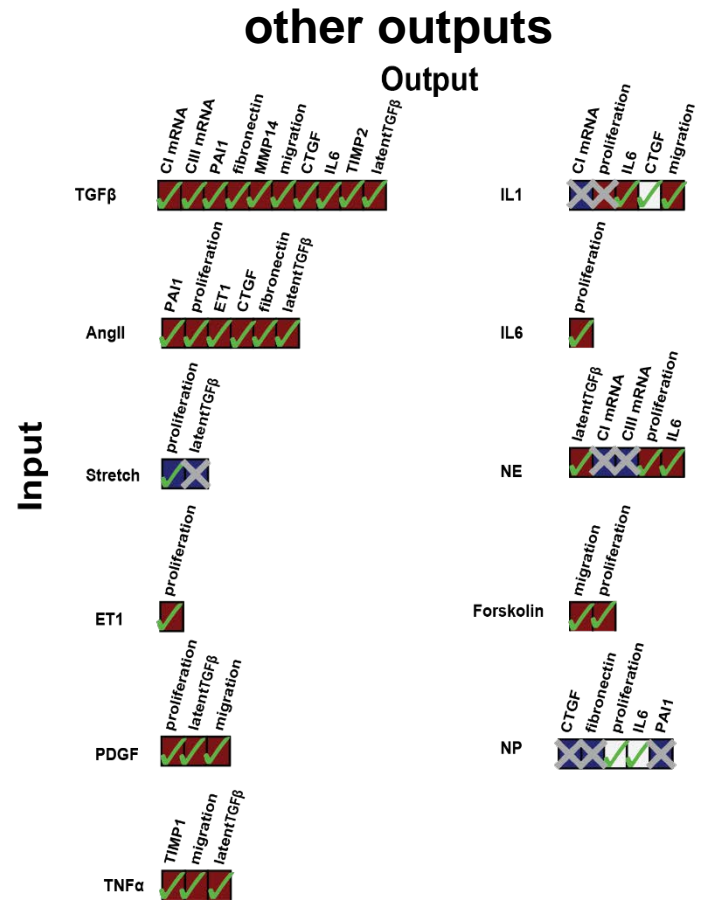 other outputs
Output
Input
CI mRNA
CIII mRNA
PAI1
fibronectin
MMP14
migration
CTGF
IL6
TIMP2
latentTGFβ
TGFβ
PAI1
proliferation
ET1
CTGF
fibronectin
latentTGFβ
AngII
proliferation
latentTGFβ
Stretch
proliferation
ET1
proliferation
latentTGFβ
migration
PDGF
TIMP1
migration
latentTGFβ
TNFα
CI mRNA
proliferation
IL6
CTGF
migration
IL1
proliferation
IL6
latentTGFβ
CI mRNA
CIII mRNA
proliferation
IL6
NE
migration
proliferation
Forskolin
CTGF
fibronectin
proliferation
IL6
PAI1
NP